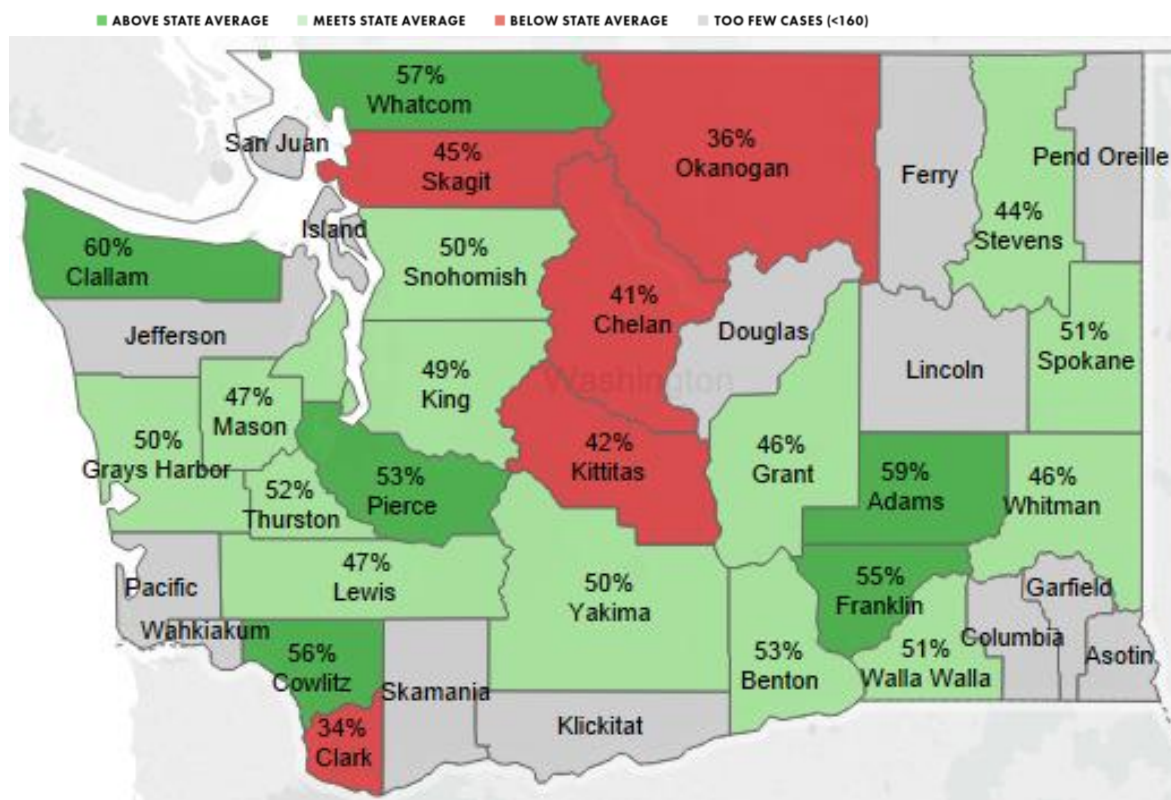 ABOVE STATE AVERAGE MEETS STATE AVERAGE BELOW STATE AVERAGE TOO FEW CASES (<160)
57%
Whatcom
San Juan
45%
Skagit
36%
Okanogan
Ferry
Pend Oreille
44%
Stevens
Island
50%
Snohomish
60%
Clallam
41%
Chelan
Douglas
Jefferson
51%
Spokane
Lincoln
49%
King
Washington
47%
Mason
50%
Grays Harbor
42%
Kittitas
46%
Grant
53%
Pierce
59%
Adams
46%
Whitman
52%
Thurston
47%
Lewis
Pacific
50%
Yakima
55%
Franklin
Garfield
Wahkiakum
Columbia
56%
Cowlitz
53%
Benton
51%
Walla Walla
Asotin
Skamania
Klickitat
34%
Clark